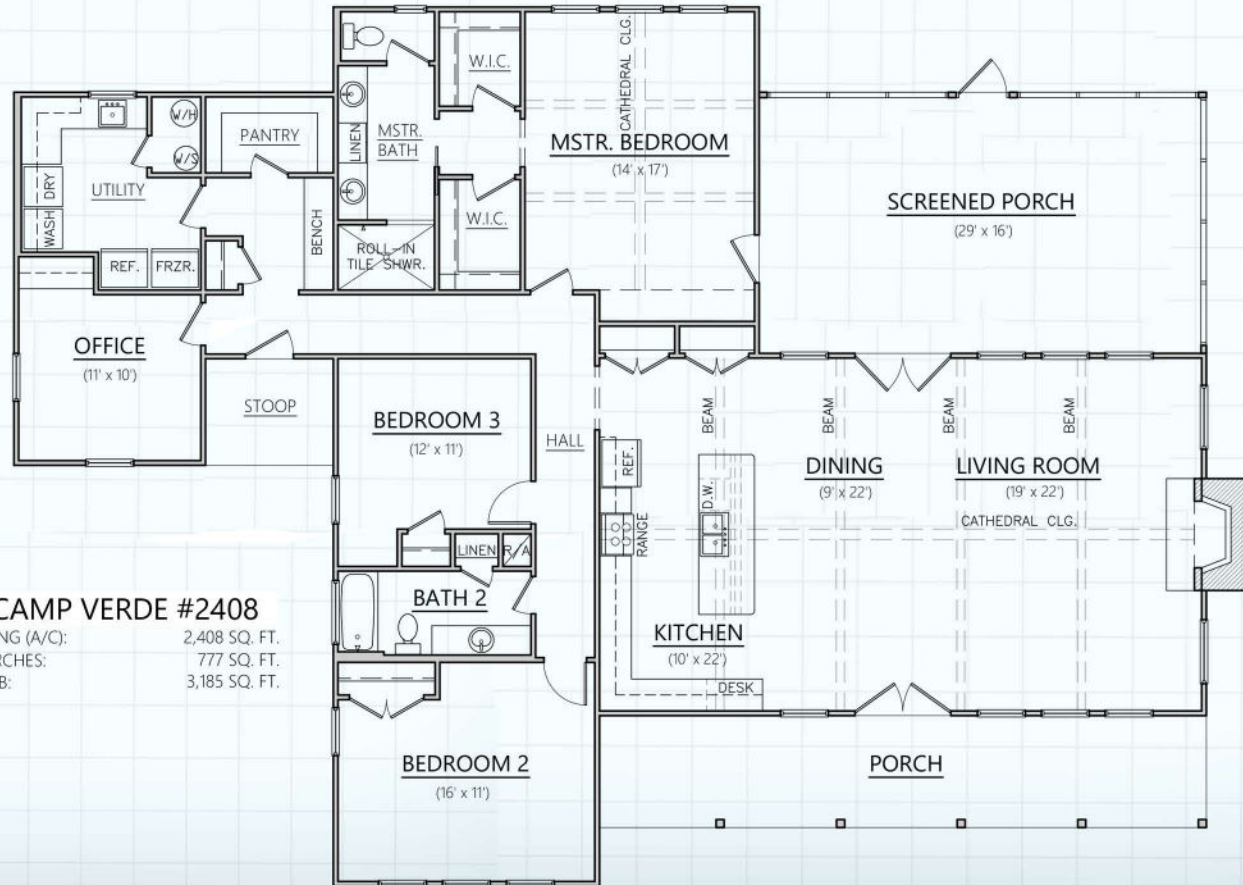 CATHEDRAL CLG.
W.I.C.
W/H
PANTRY
LINEN
MSTR.
BATH
MSTR. BEDROOM
(14' x 17')
W/S
DRY
UTILITY
WASH
BENCH
W.I.C.
SCREENED PORCH
(29' x 16')
ROLL-IN
TILE SHWR.
REF.
FRZR.
OFFICE
(11' x 10')
STOOP
BEDROOM 3
(12' x 11')
HALL
BEAM
BEAM
BEAM
BEAM
REF.
D.W.
DINING
(9' x 22')
LIVING ROOM
(19' x 22')
RANGE
CATHEDRAL CLG.
LINEN
R/A
BATH 2
CAMP VERDE #2408
NG (A/C): 2,408 SQ. FT.
RCHES: 777 SQ. FT.
B: 3,185 SQ. FT.
KITCHEN
(10' x 22')
DESK
BEDROOM 2
(16' x 11')
PORCH